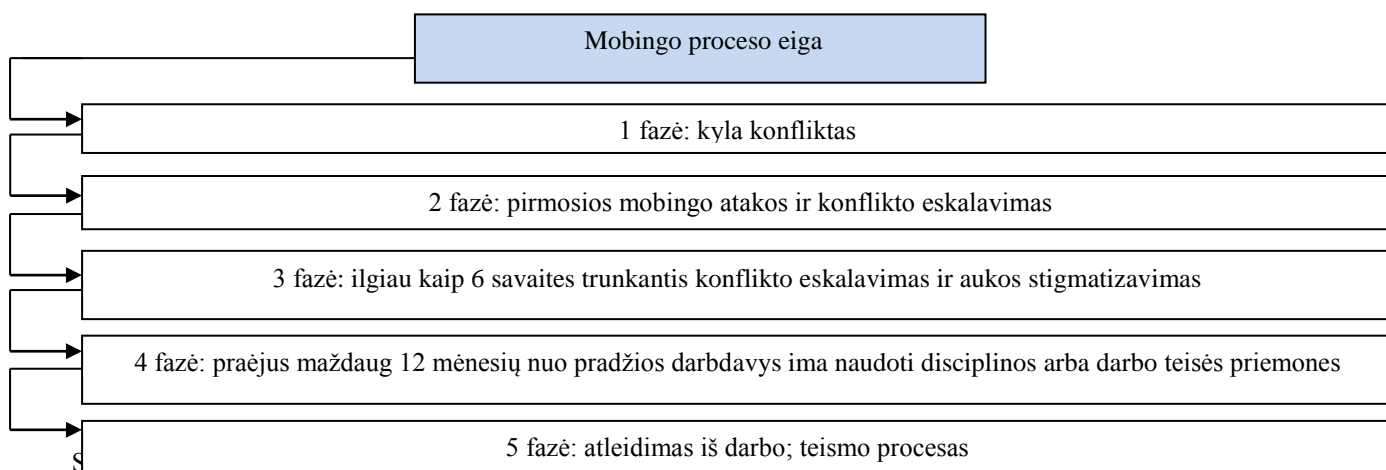 Mobingo proceso eiga
1 fazė: kyla konfliktas
2 fazė: pirmosios mobingo atakos ir konflikto eskalavimas
3 fazė: ilgiau kaip 6 savaites trunkantis konflikto eskalavimas ir aukos stigmatizavimas
4 fazė: praėjus maždaug 12 mėnesių nuo pradžios darbdavys ima naudoti disciplinos arba darbo teisės priemones
5 fazė: atleidimas iš darbo; teismo procesas